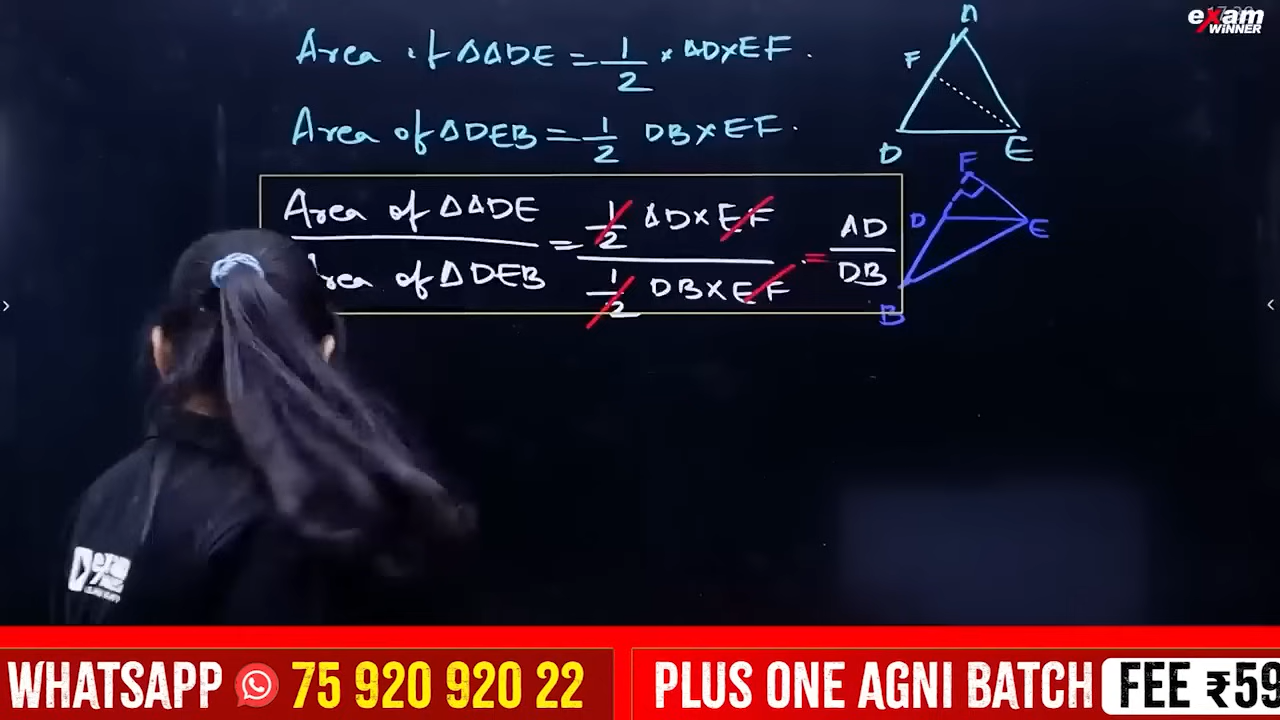 exam
WiNNER
A
Area of ΔADE = 1/2 × AD × EF.
F
D E
Area of ΔDEB = 1/2 DB × EF.
F
Area of ΔADE / Area of ΔDEB = 1/2 AD × EF / 1/2 DB × EF = AD / DB
D E
B
WHATSAPP 75 920 920 22
PLUS ONE AGNI BATCH FEE ₹59